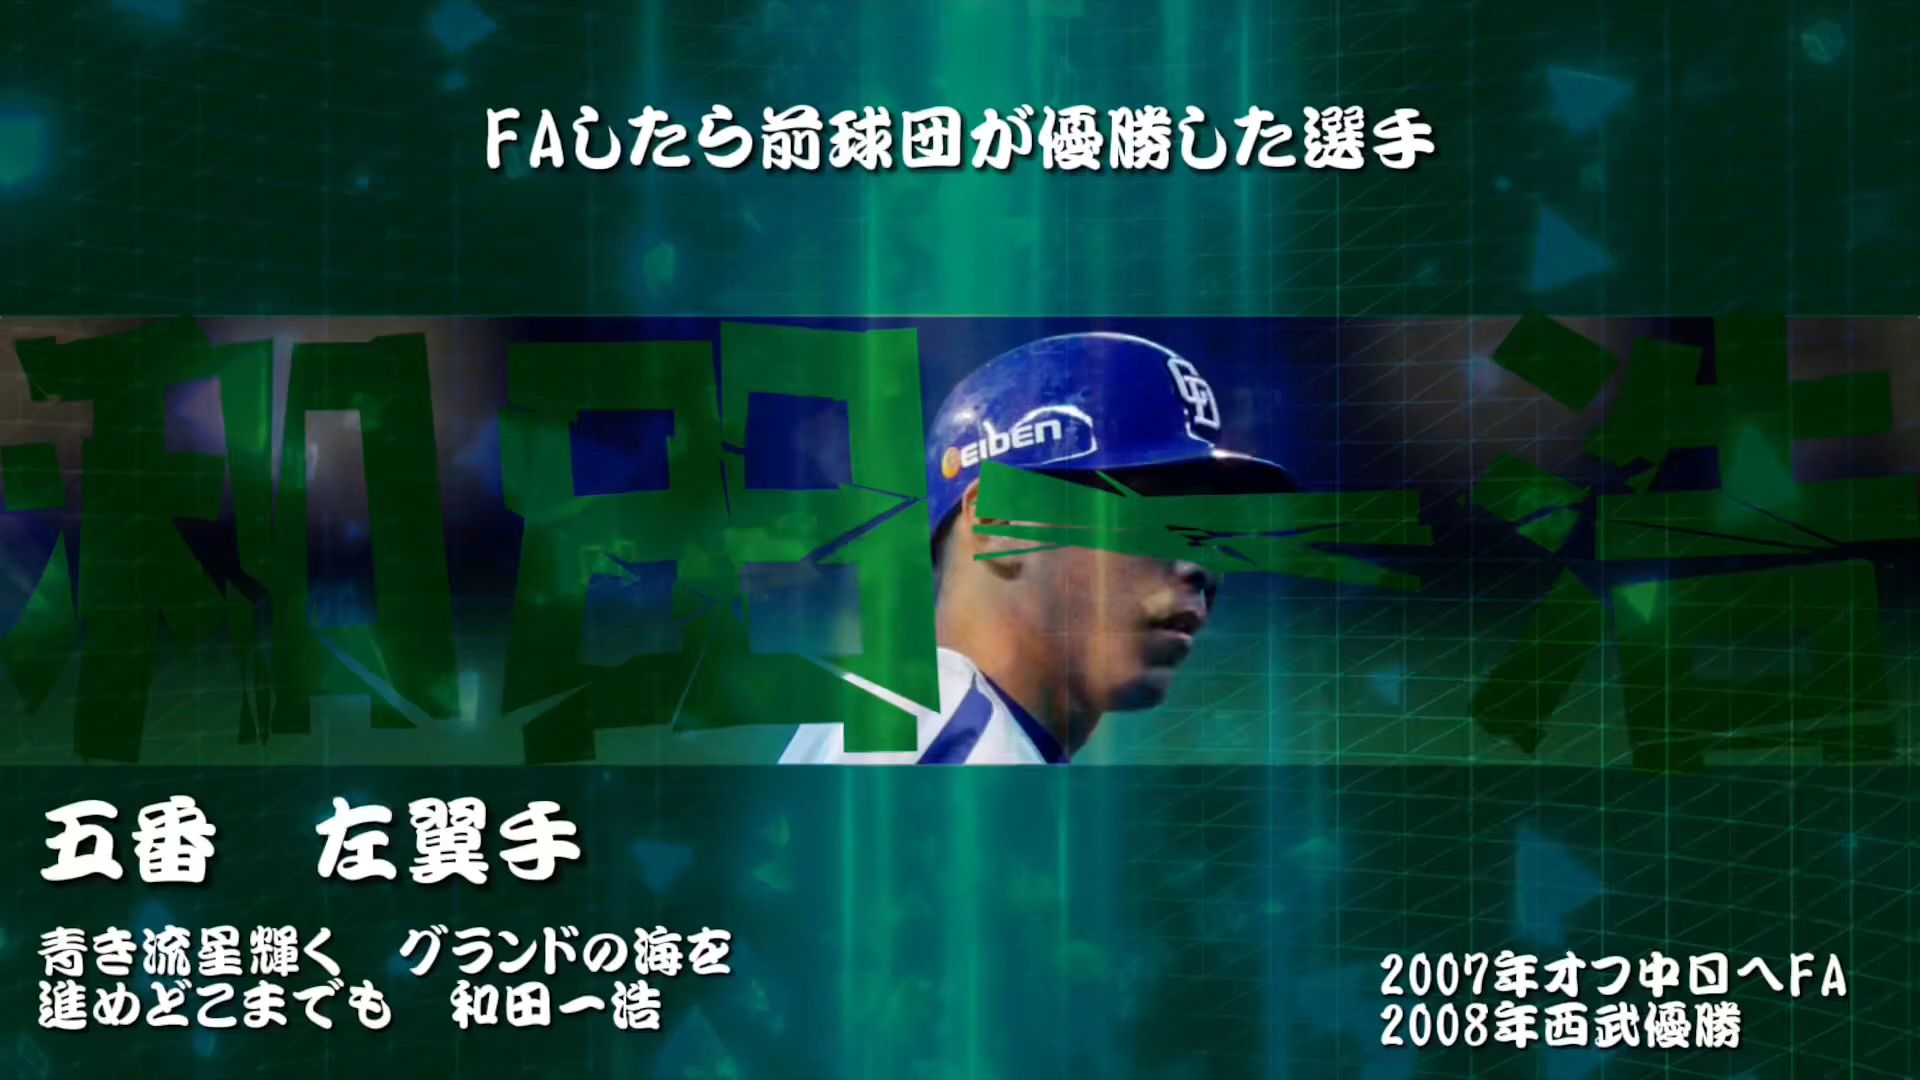 FAしたら前球団が優勝した選手
和田一浩
EIDEN
CD
五番　左翼手
青き流星輝く　グランドの海を
進めどこまでも　和田一浩
2007年オフ中日へFA
2008年西武優勝